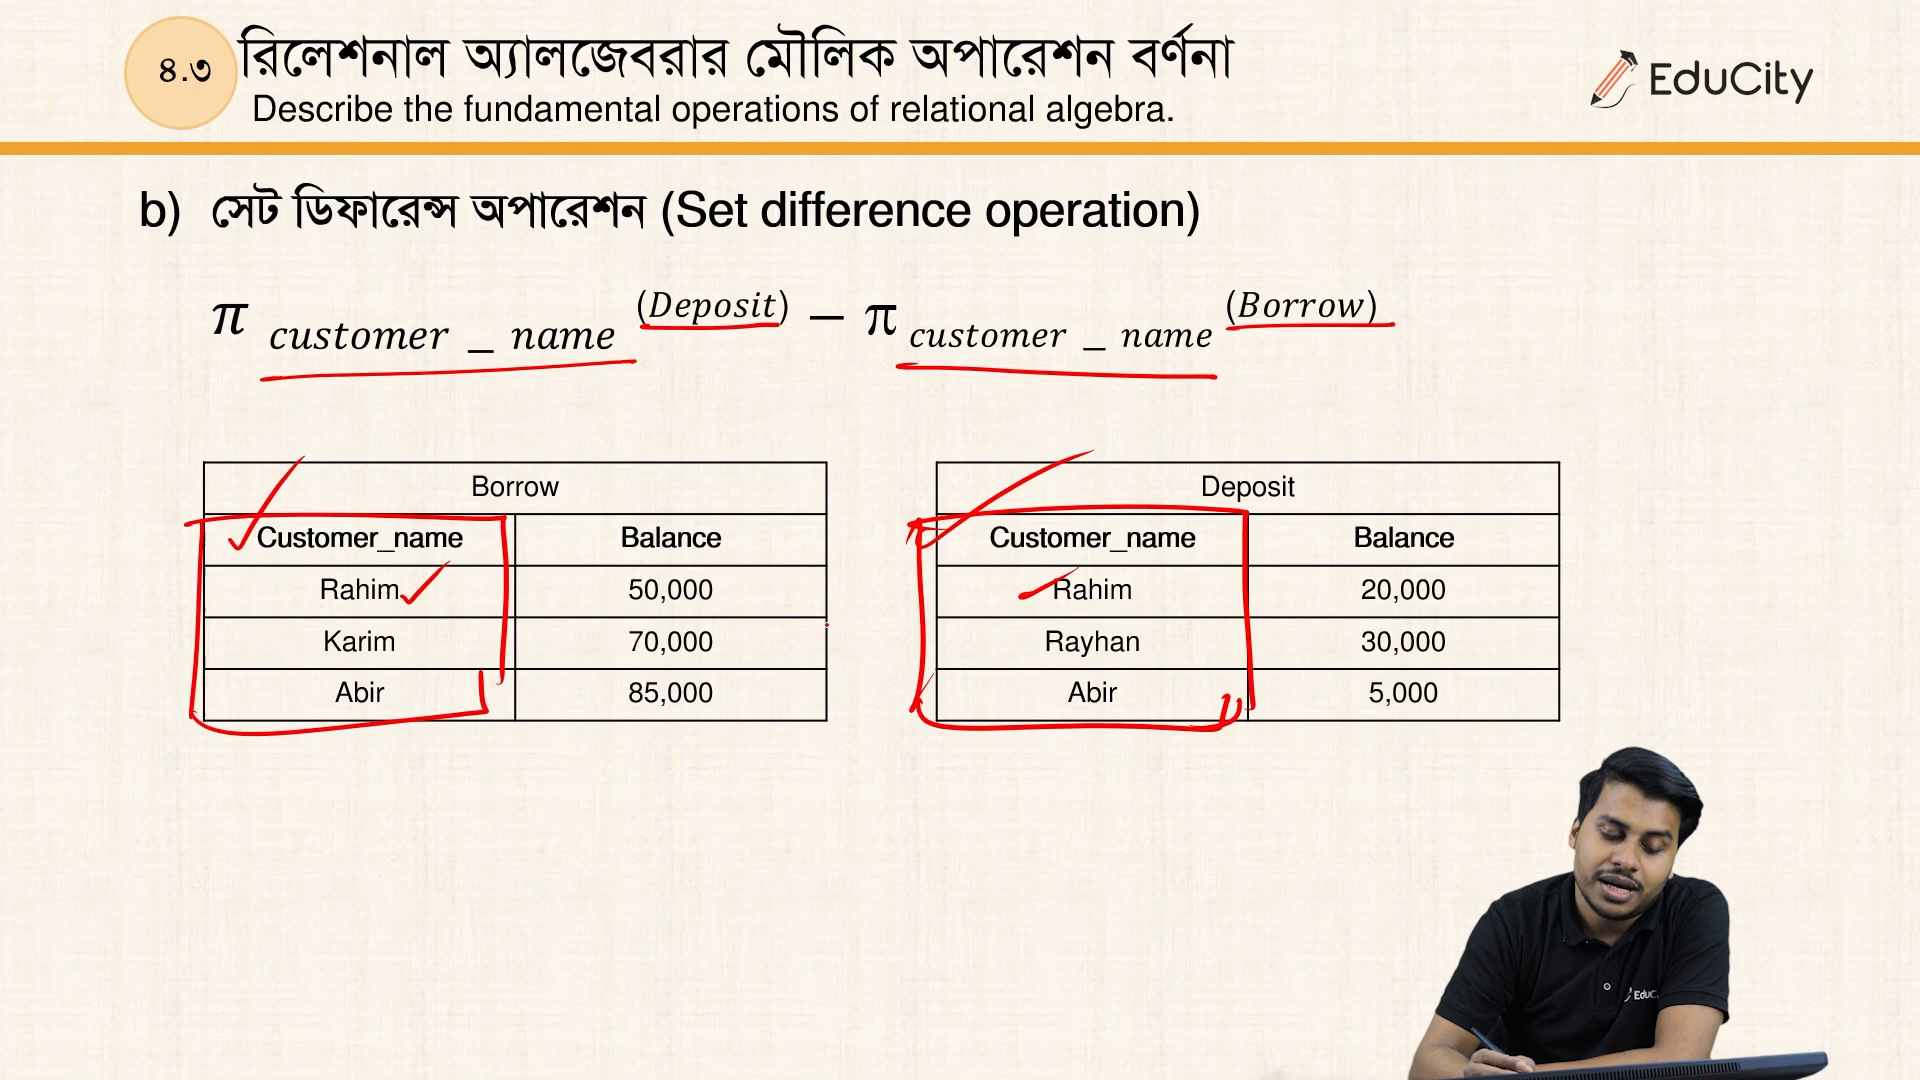 ৪.৩
রিলেশনাল অ্যালজেবরার মৌলিক অপারেশন বর্ণনা
Describe the fundamental operations of relational algebra.
EduCity
b) সেট ডিফারেন্স অপারেশন (Set difference operation)
π customer _ name (Deposit) − π customer _ name (Borrow)
Borrow
Customer_name Balance
Rahim 50,000
Karim 70,000
Abir 85,000
Deposit
Customer_name Balance
Rahim 20,000
Rayhan 30,000
Abir 5,000